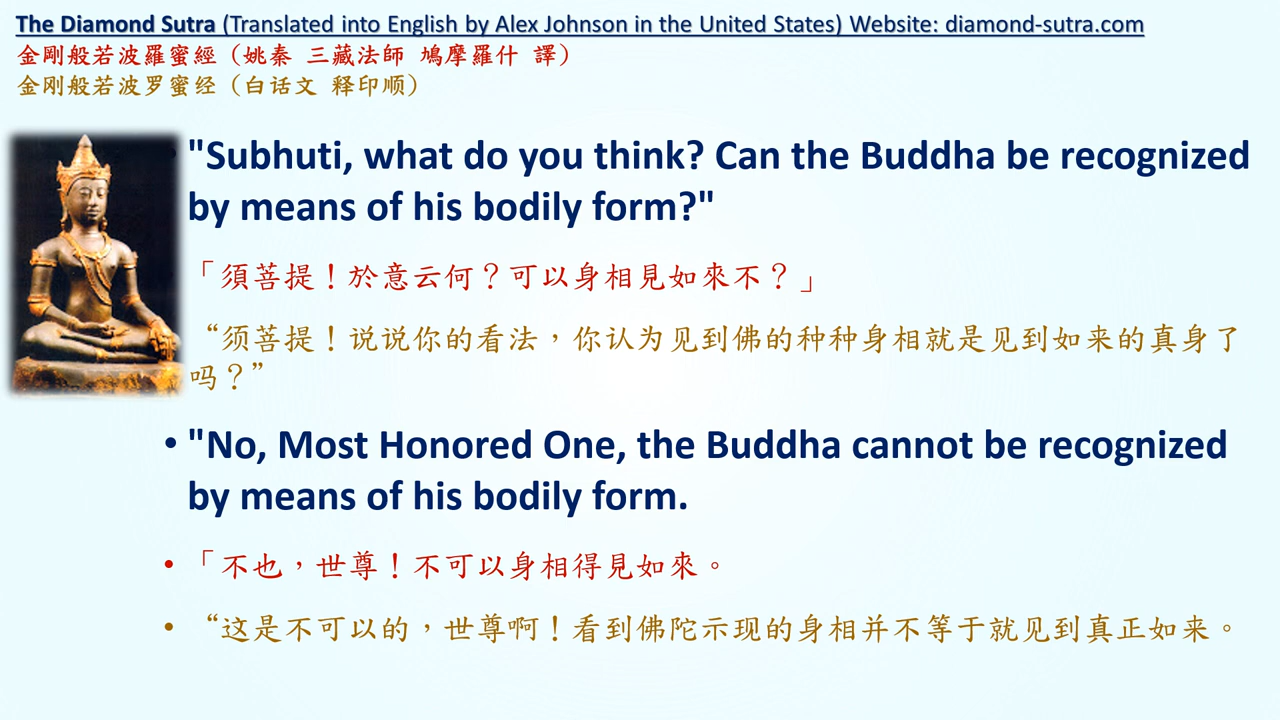 The Diamond Sutra (Translated into English by Alex Johnson in the United States) Website: diamond-sutra.com
金剛般若波羅蜜經 (姚秦 三藏法師 鳩摩羅什 譯)
金刚般若波罗蜜经 (白话文 释印顺)
• "Subhuti, what do you think? Can the Buddha be recognized
by means of his bodily form?"
「須菩提！於意云何？可以身相見如來不？」
“须菩提！说说你的看法，你认为见到佛的种种身相就是见到如来的真身了
吗？”
• "No, Most Honored One, the Buddha cannot be recognized
by means of his bodily form.
• 「不也，世尊！不可以身相得見如來。
• “这是不可以的，世尊啊！看到佛陀示现的身相并不等于就见到真正如来。